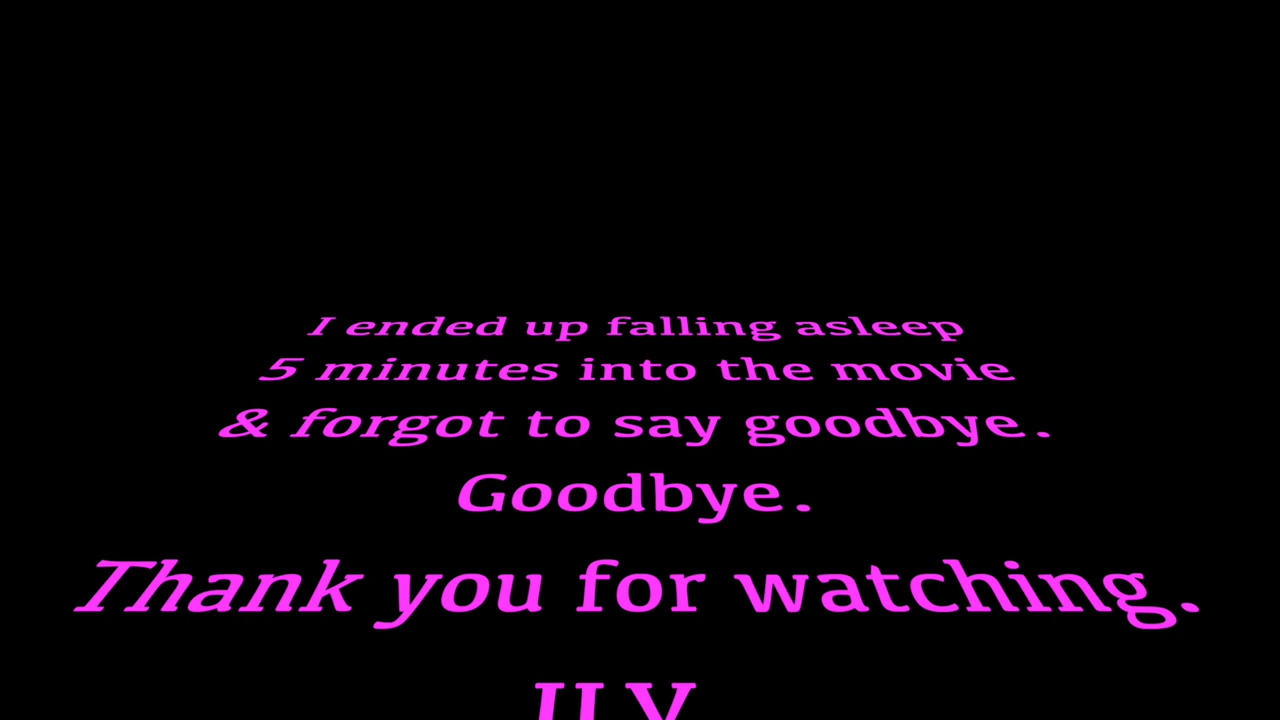 I ended up falling asleep
5 minutes into the movie
& forgot to say goodbye.
Goodbye.
Thank you for watching.